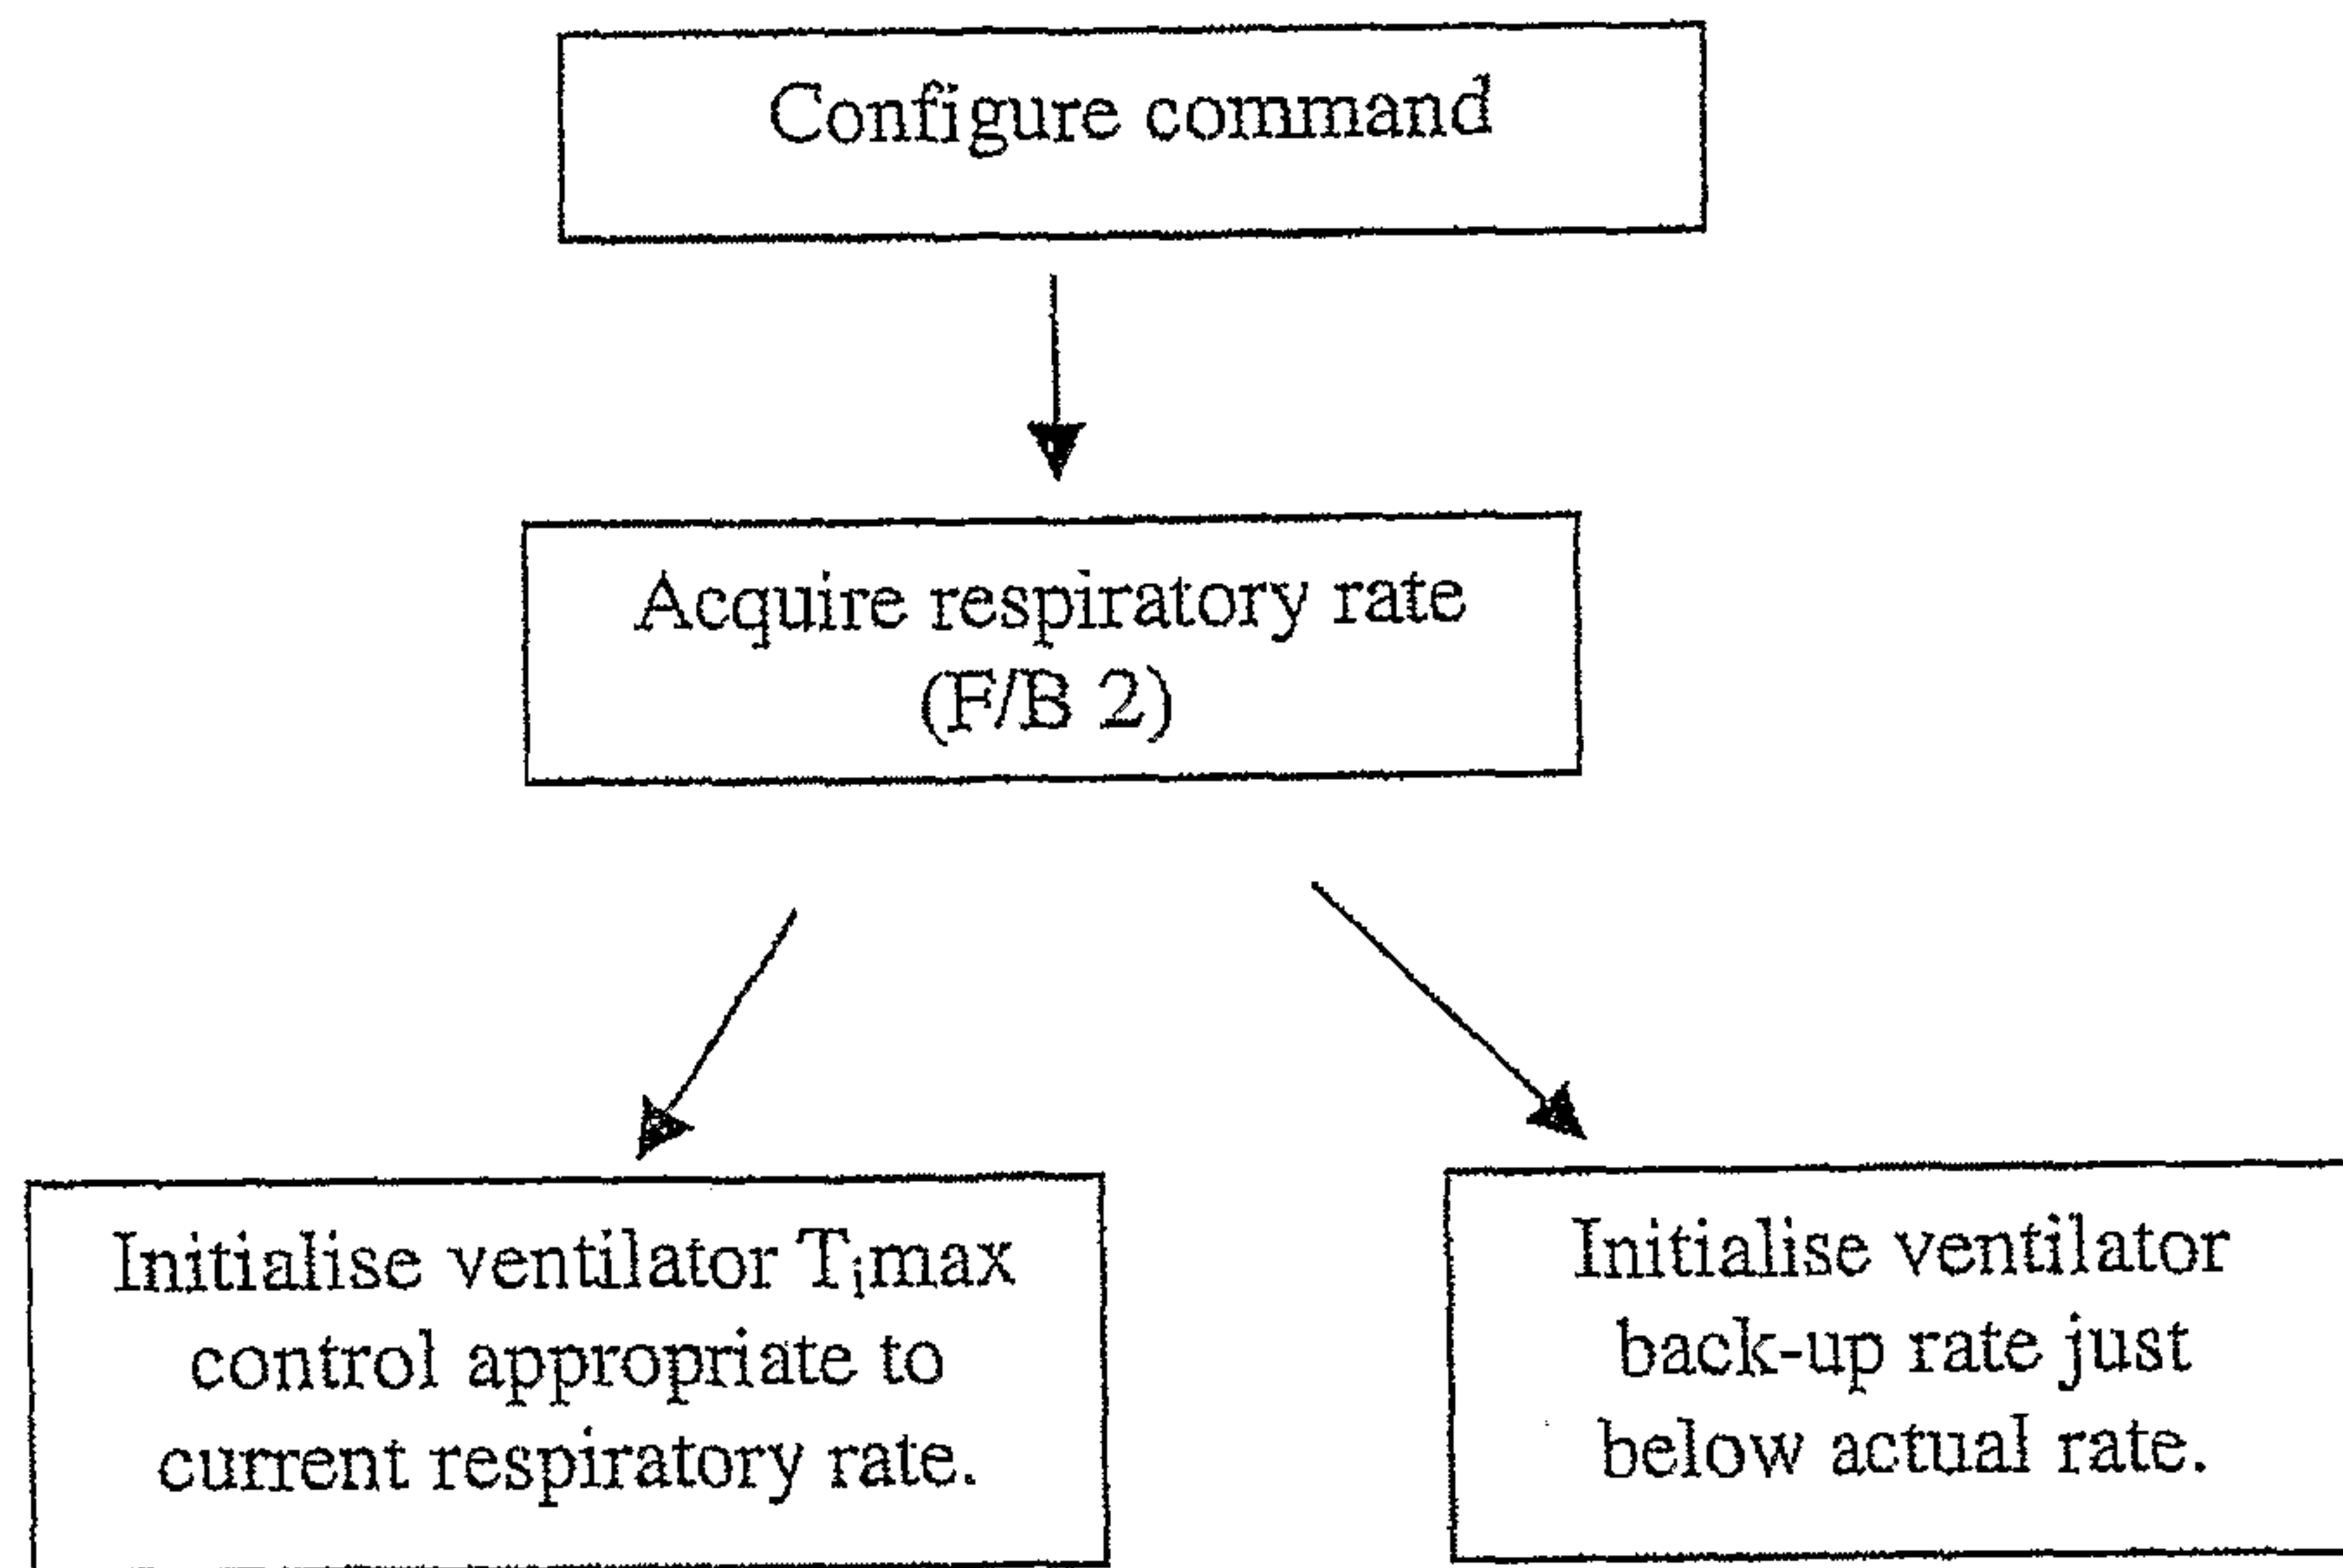 Configure command
Acquire respiratory rate
(F/B 2)
Initialise ventilator Tᵢmax
control appropriate to
current respiratory rate.
Initialise ventilator
back-up rate just
below actual rate.